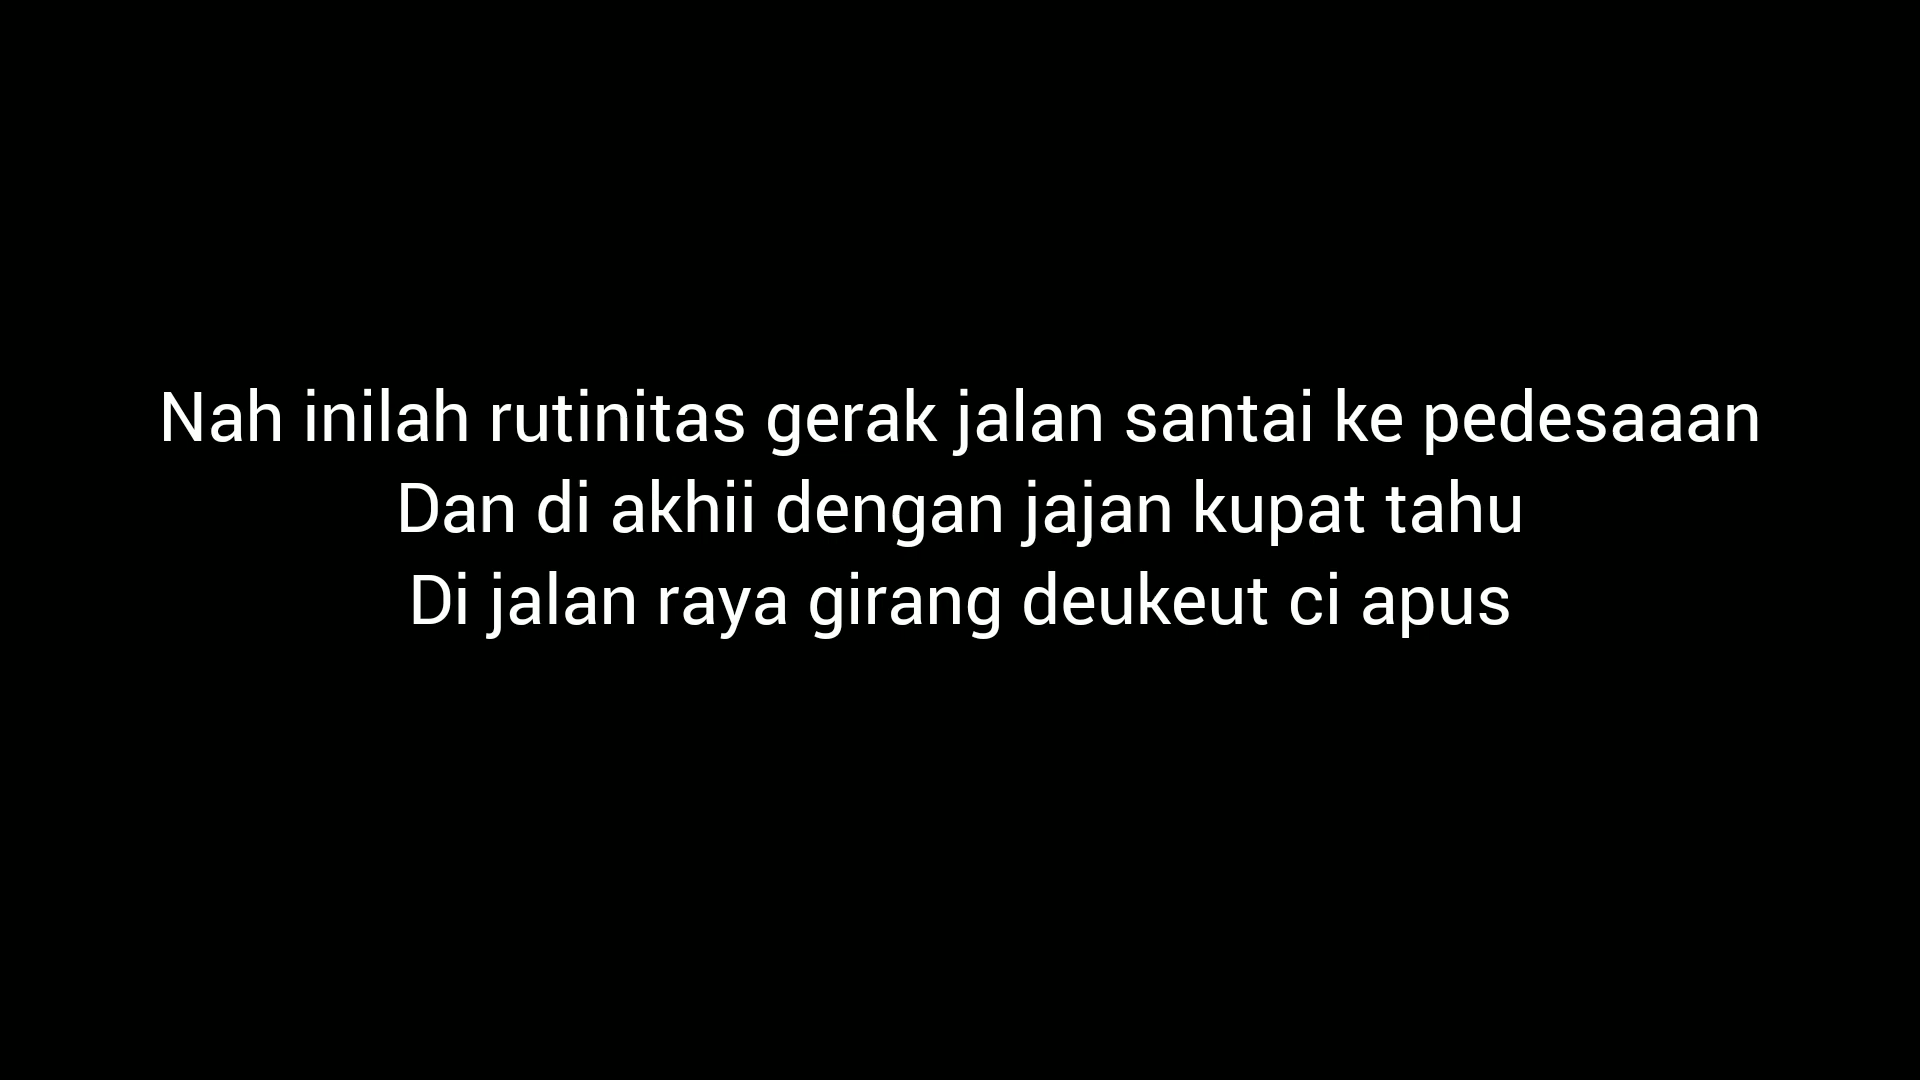 Nah inilah rutinitas gerak jalan santai ke pedesaaan
Dan di akhii dengan jajan kupat tahu
Di jalan raya girang deukeut ci apus